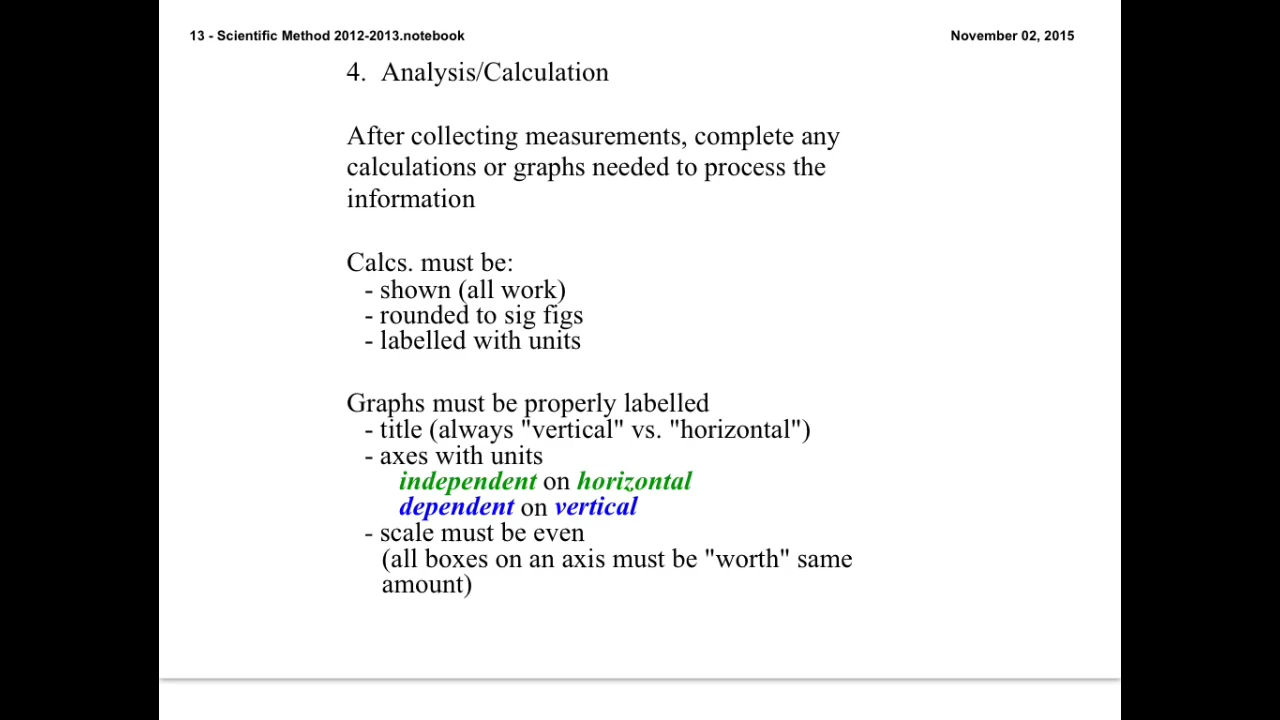 13 - Scientific Method 2012-2013.notebook
November 02, 2015
4. Analysis/Calculation
After collecting measurements, complete any
calculations or graphs needed to process the
information
Calcs. must be:
- shown (all work)
- rounded to sig figs
- labelled with units
Graphs must be properly labelled
- title (always "vertical" vs. "horizontal")
- axes with units
independent on horizontal
dependent on vertical
- scale must be even
(all boxes on an axis must be "worth" same
amount)